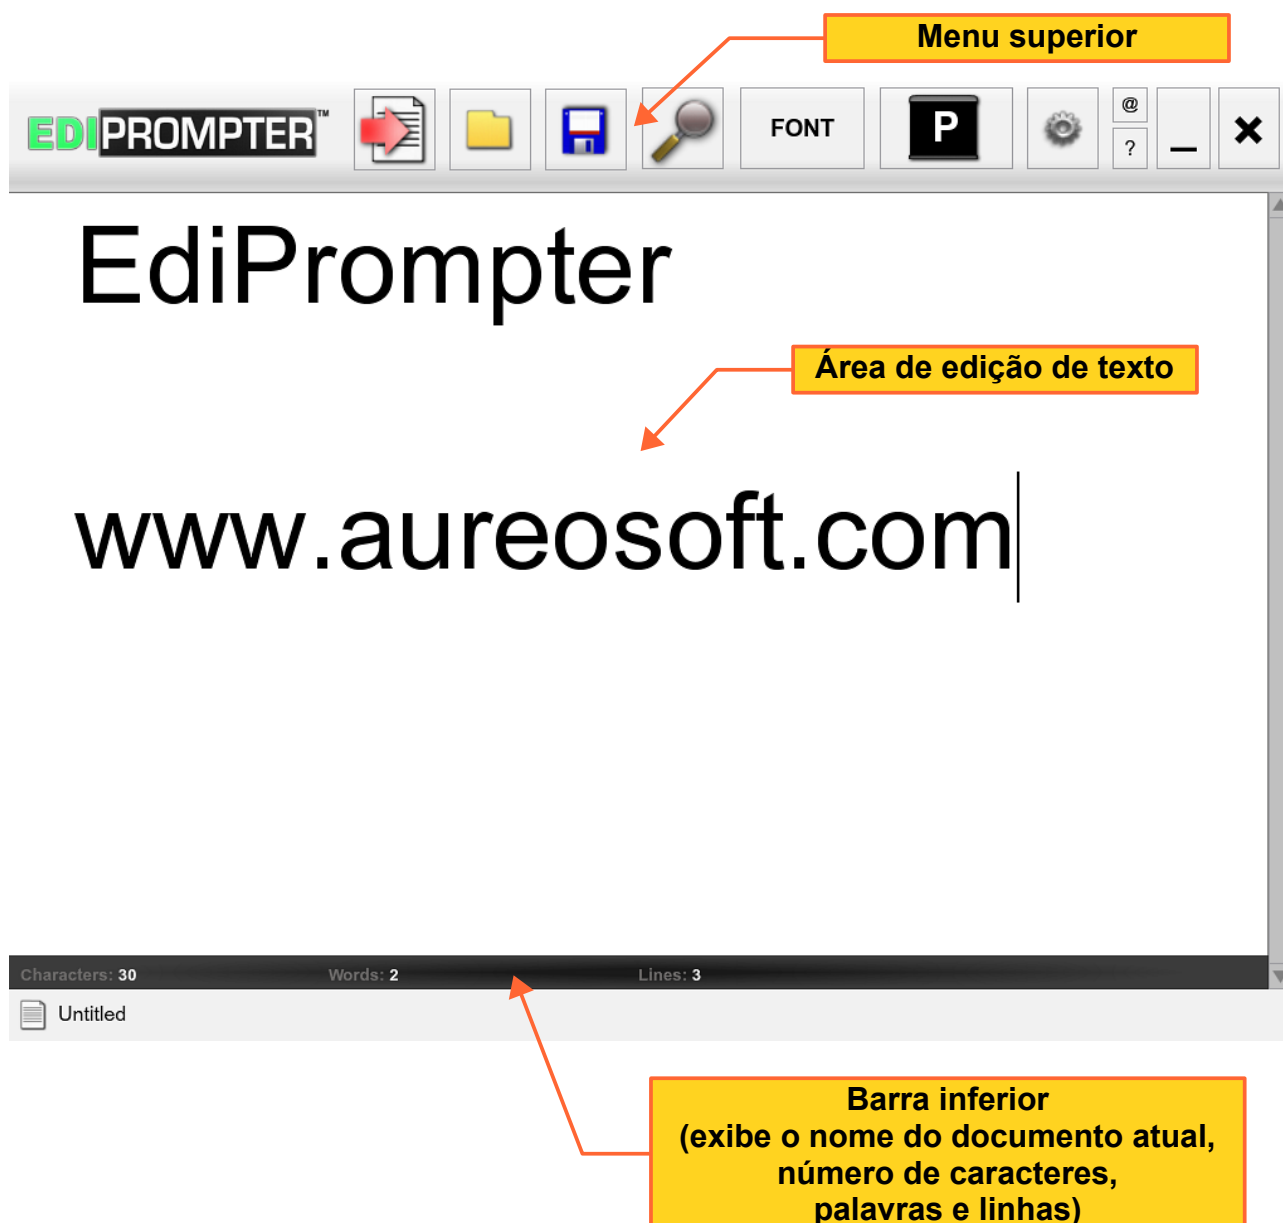 Menu superior
EDIPROMPTER™
FONT
P
@
?
EdiPrompter
Área de edição de texto
www.aureosoft.com
Characters: 30 Words: 2 Lines: 3
Untitled
Barra inferior
(exibe o nome do documento atual,
número de caracteres,
palavras e linhas)